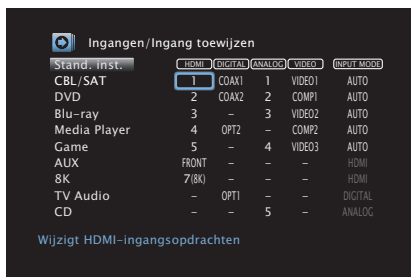 Ingangen/Ingang toewijzen
Stand. inst. HDMI DIGITAL ANALOG VIDEO INPUT MODE
CBL/SAT 1 COAX1 1 VIDEO1 AUTO
DVD 2 COAX2 2 COMP1 AUTO
Blu-ray 3 – 3 VIDEO2 AUTO
Media Player 4 OPT2 – COMP2 AUTO
Game 5 – 4 VIDEO3 AUTO
AUX FRONT – – – HDMI
8K 7(8K) – – – HDMI
TV Audio – OPT1 – – DIGITAL
CD – – 5 – ANALOG
Wijzigt HDMI-ingangsopdrachten